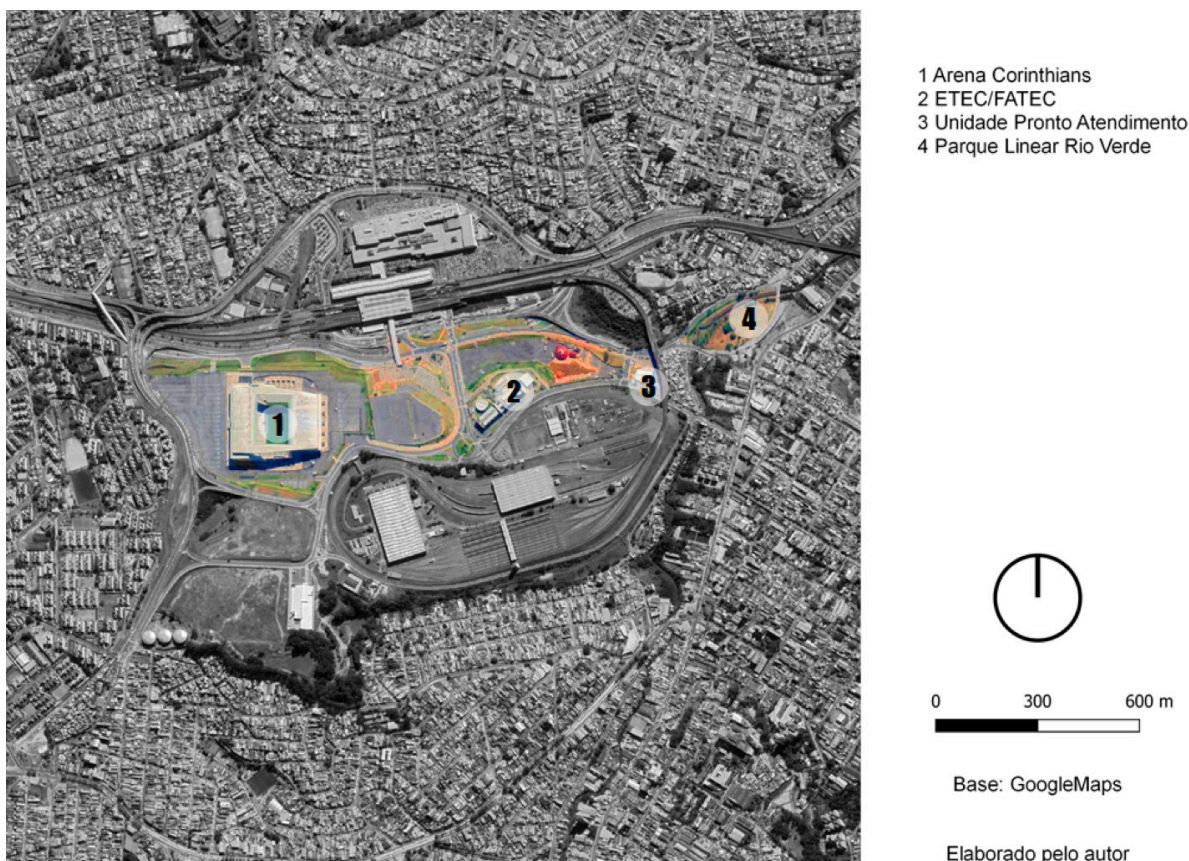 1 Arena Corinthians
2 ETEC/FATEC
3 Unidade Pronto Atendimento
4 Parque Linear Rio Verde
4
3
2
1
0 300 600 m
Base: GoogleMaps
Elaborado pelo autor